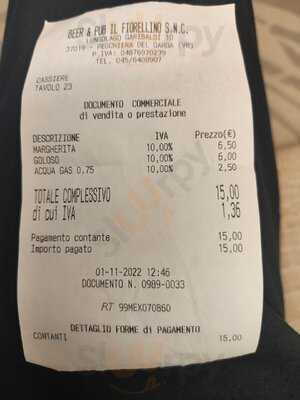 BEER & PUB IL FIORELLINO S.N.C.
LUNGOLAGO GARIBALDI 10
37019 - PESCHIERA DEL GARDA (VR)
P.IVA: 04876970239
TEL. 045/6400907
CASSIERE
TAVOLO 23
DOCUMENTO COMMERCIALE
di vendita o prestazione
DESCRIZIONE IVA Prezzo(€)
MARGHERITA 10,00% 6,50
GOLOSO 10,00% 6,00
ACQUA GAS 0,75 10,00% 2,50
TOTALE COMPLESSIVO 15,00
di cui IVA 1,36
Pagamento contante 15,00
Importo pagato 15,00
01-11-2022 12:46
DOCUMENTO N. 0989-0033
RT 99MEX070860
DETTAGLIO FORME di PAGAMENTO
CONTANTI 15,00